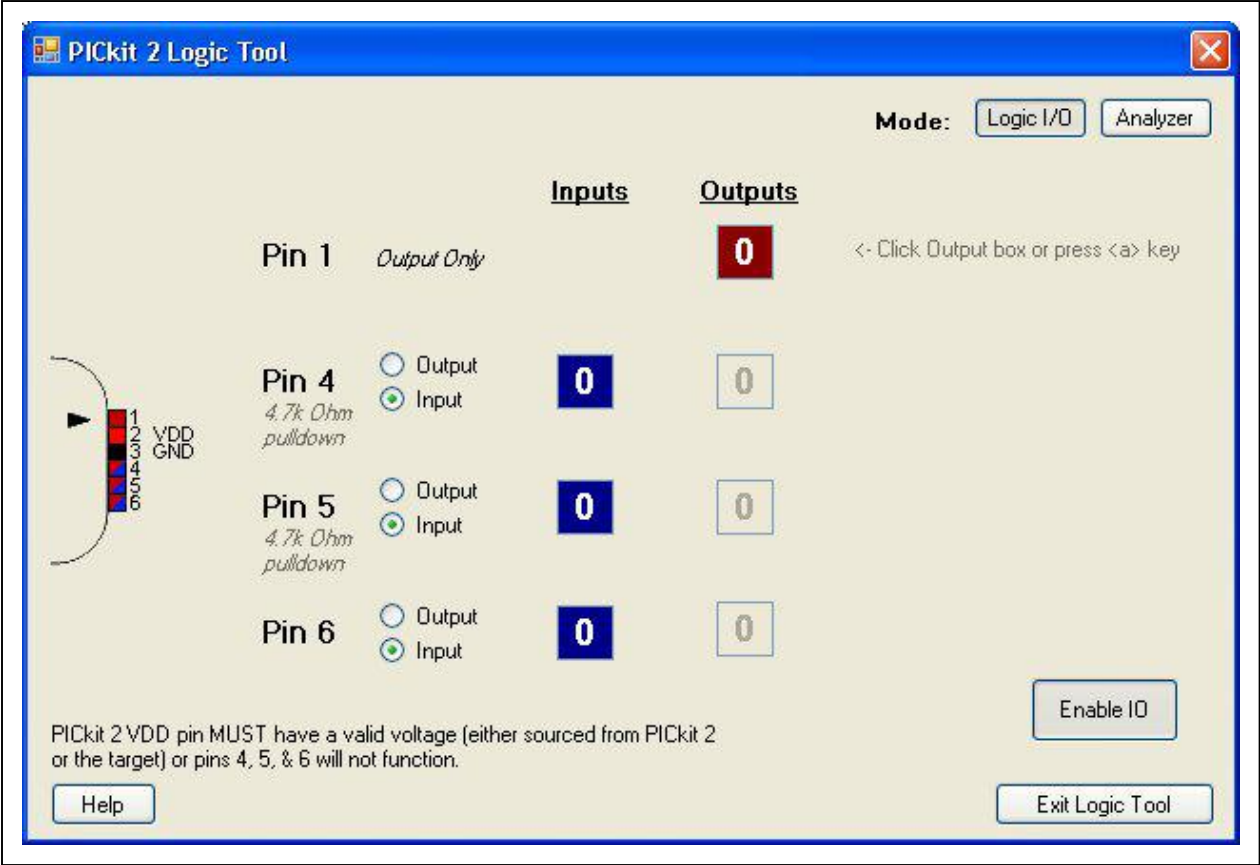 PICkit 2 Logic Tool
Mode: Logic I/O Analyzer
Inputs Outputs
Pin 1 Output Only 0 <- Click Output box or press <a> key
Pin 4 Output
Input 0 0
4.7k Ohm
pulldown
1
2 VDD
3 GND
4
5
6
Pin 5 Output
Input 0 0
4.7k Ohm
pulldown
Pin 6 Output
Input 0 0
Enable IO
PICkit 2 VDD pin MUST have a valid voltage (either sourced from PICkit 2
or the target) or pins 4, 5, & 6 will not function.
Help Exit Logic Tool